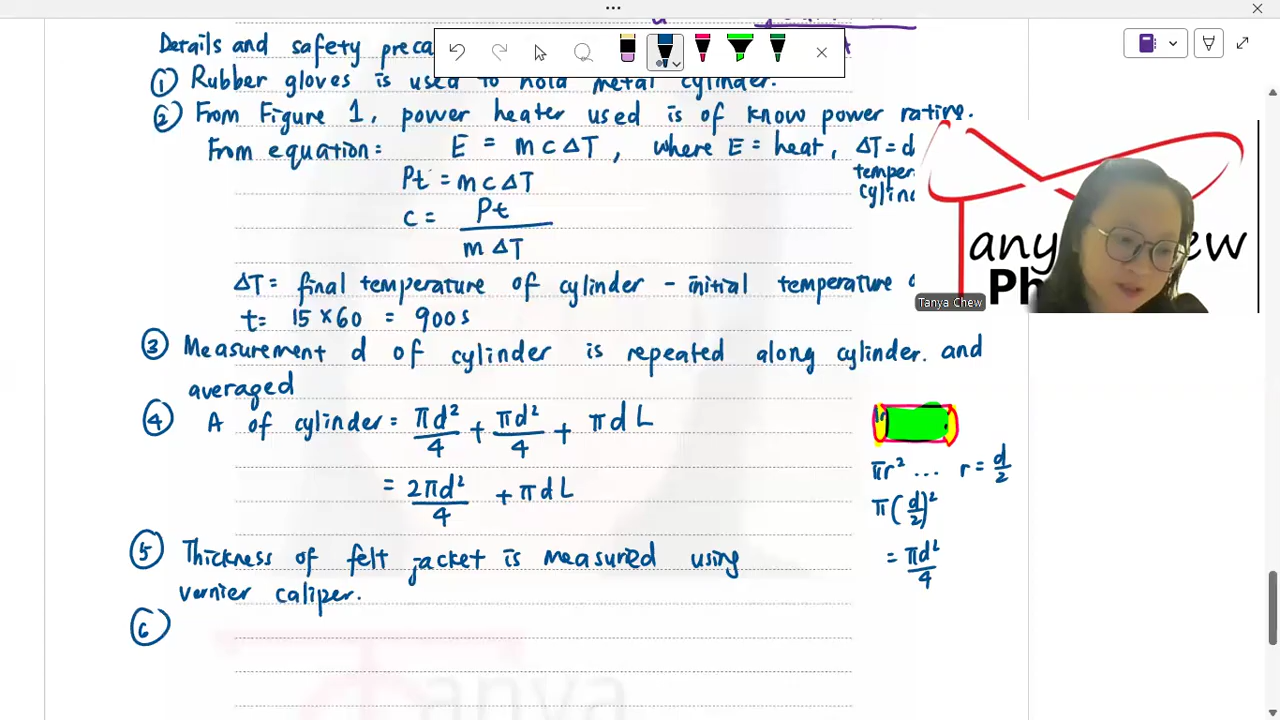 Details and safety
① Rubber gloves is used to hold metal cylinder.
② From Figure 1, power heater used is of know power rating.
From equation: E = m c ΔT , where E = heat, ΔT = d
temper
cylind
Pt = m c ΔT
c = Pt / m ΔT
ΔT = final temperature of cylinder - initial temperature
t = 15 × 60 = 900 s
③ Measurement d of cylinder is repeated along cylinder. and
averaged
④ A of cylinder = πd²/4 + πd²/4 + πdL
= 2πd²/4 + πdL
πr² ... r = d/2
π(d/2)²
= πd²/4
⑤ Thickness of felt jacket is measured using
vernier caliper.
⑥
Tanya Chew
anya